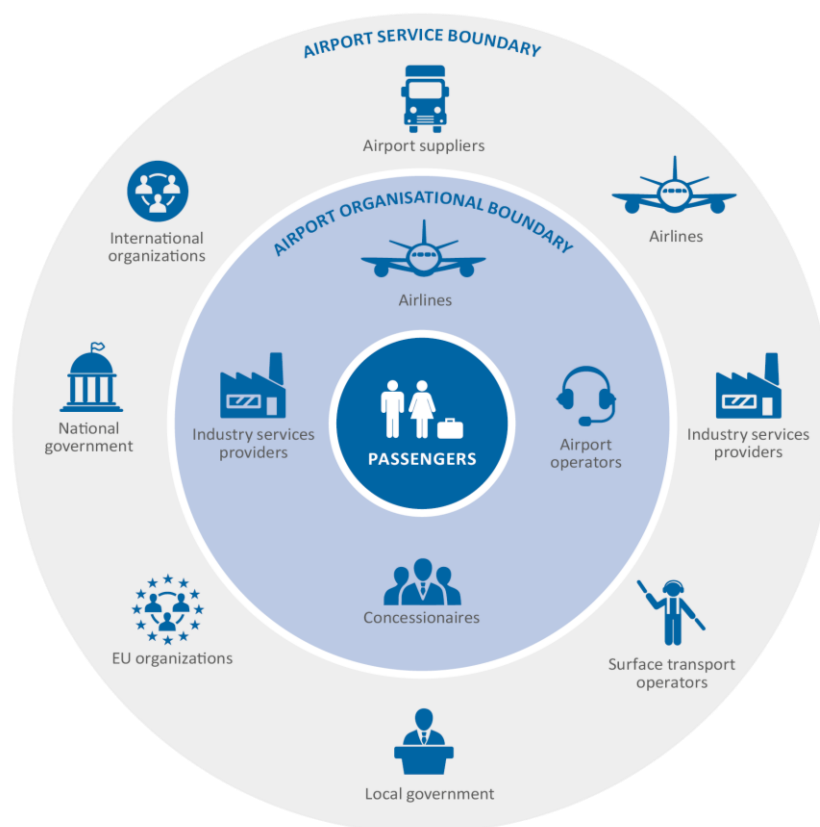 AIRPORT SERVICE BOUNDARY
Airport suppliers
International
organizations
Airlines
AIRPORT ORGANISATIONAL BOUNDARY
Airlines
National
government
Industry services
providers
PASSENGERS
Airport
operators
Industry services
providers
Concessionaires
EU organizations
Surface transport
operators
Local government